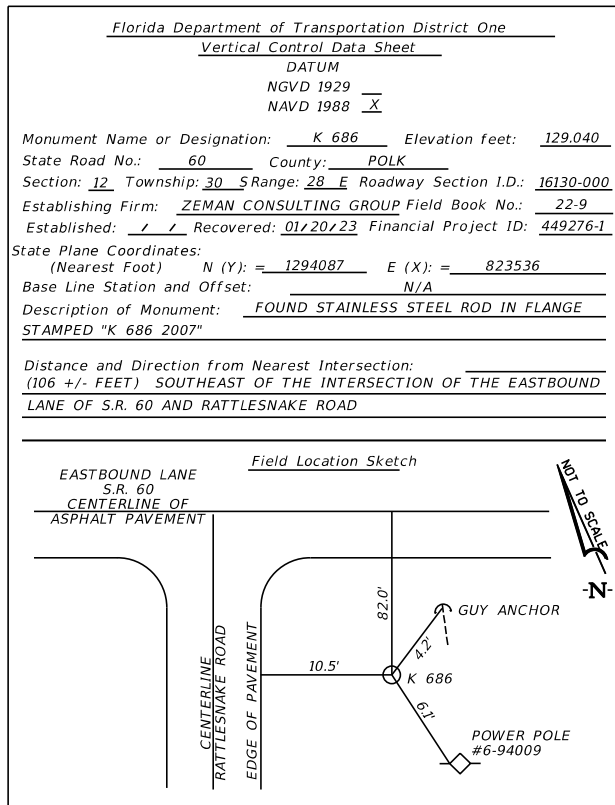 Florida Department of Transportation District One
Vertical Control Data Sheet
DATUM
NGVD 1929
NAVD 1988 X
Monument Name or Designation: K 686 Elevation feet: 129.040
State Road No.: 60 County: POLK
Section: 12 Township: 30 S Range: 28 E Roadway Section I.D.: 16130-000
Establishing Firm: ZEMAN CONSULTING GROUP Field Book No.: 22-9
Established: / / Recovered: 01/20/23 Financial Project ID: 449276-1
State Plane Coordinates:
(Nearest Foot) N (Y): = 1294087 E (X): = 823536
Base Line Station and Offset: N/A
Description of Monument: FOUND STAINLESS STEEL ROD IN FLANGE
STAMPED "K 686 2007"
Distance and Direction from Nearest Intersection:
(106 +/- FEET) SOUTHEAST OF THE INTERSECTION OF THE EASTBOUND
LANE OF S.R. 60 AND RATTLESNAKE ROAD
Field Location Sketch
EASTBOUND LANE
S.R. 60
CENTERLINE OF
ASPHALT PAVEMENT
NOT TO SCALE
-N-
82.0'
GUY ANCHOR
4.2'
10.5'
K 686
6.1'
CENTERLINE
RATTLESNAKE ROAD
EDGE OF PAVEMENT
POWER POLE
#6-94009